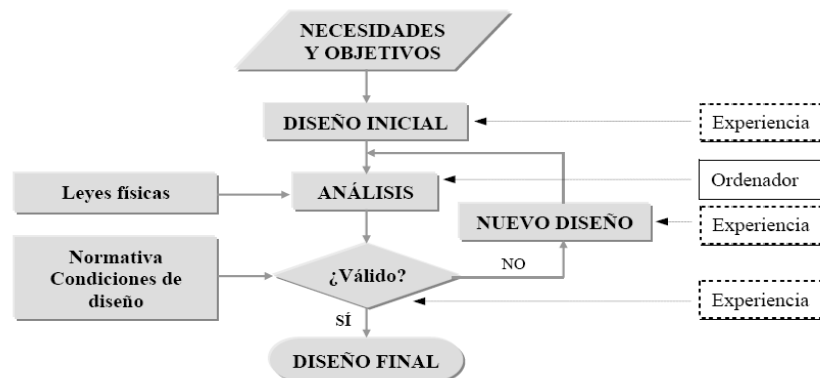 NECESIDADES
Y OBJETIVOS
DISEÑO INICIAL
Experiencia
Leyes físicas
ANÁLISIS
Ordenador
NUEVO DISEÑO
Experiencia
Normativa
Condiciones de
diseño
¿Válido?
NO
Experiencia
SÍ
DISEÑO FINAL